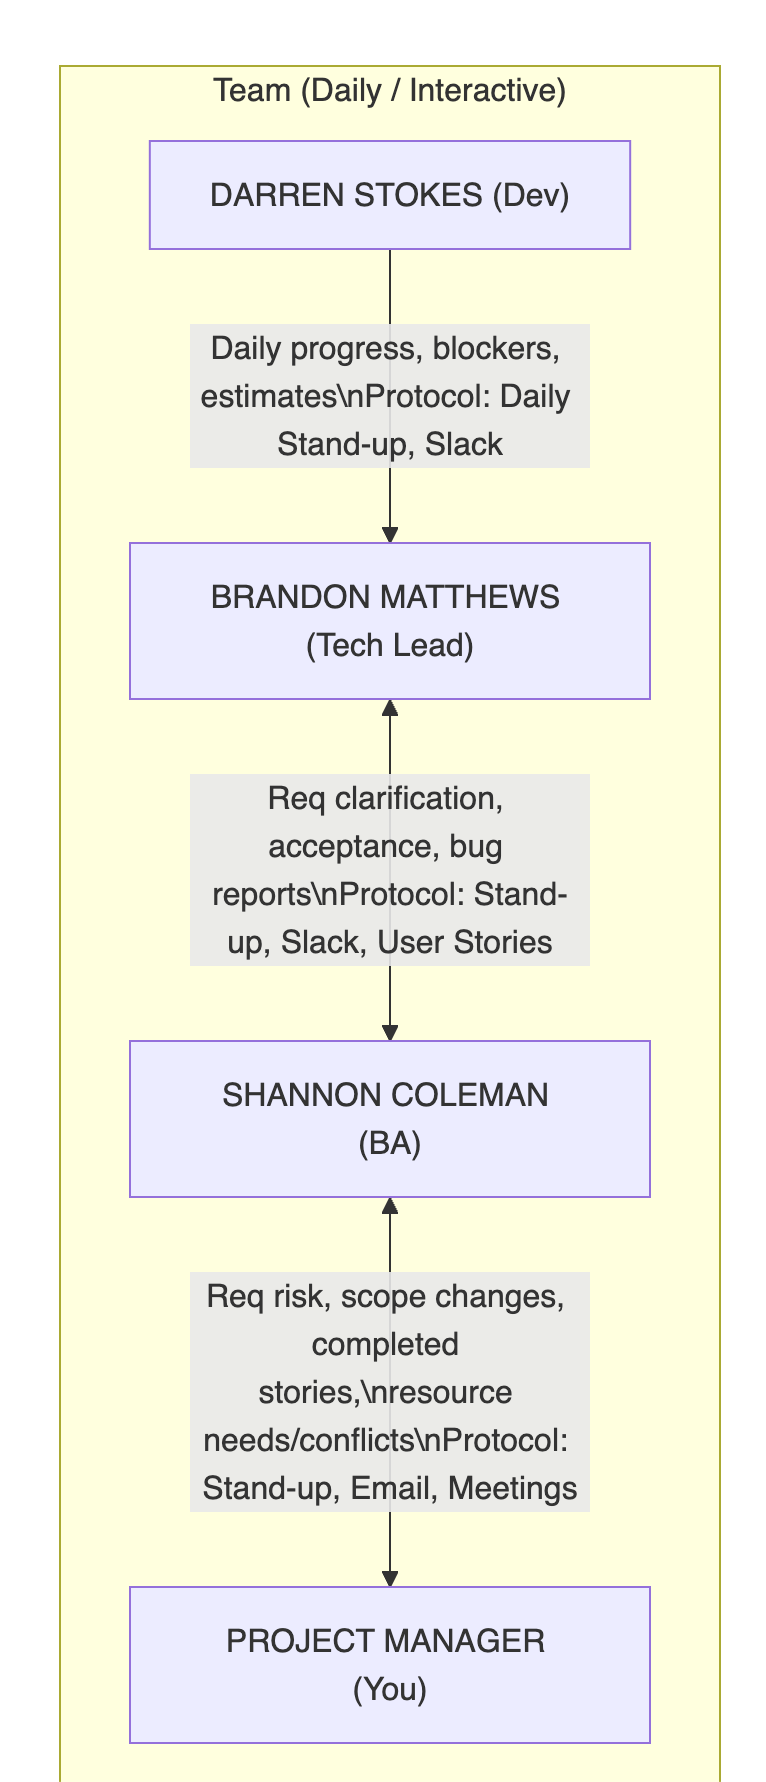 Team (Daily / Interactive)
DARREN STOKES (Dev)
Daily progress, blockers,
estimates\nProtocol: Daily
Stand-up, Slack
BRANDON MATTHEWS
(Tech Lead)
Req clarification,
acceptance, bug
reports\nProtocol: Stand-
up, Slack, User Stories
SHANNON COLEMAN
(BA)
Req risk, scope changes,
completed
stories,\nresource
needs/conflicts\nProtocol:
Stand-up, Email, Meetings
PROJECT MANAGER
(You)